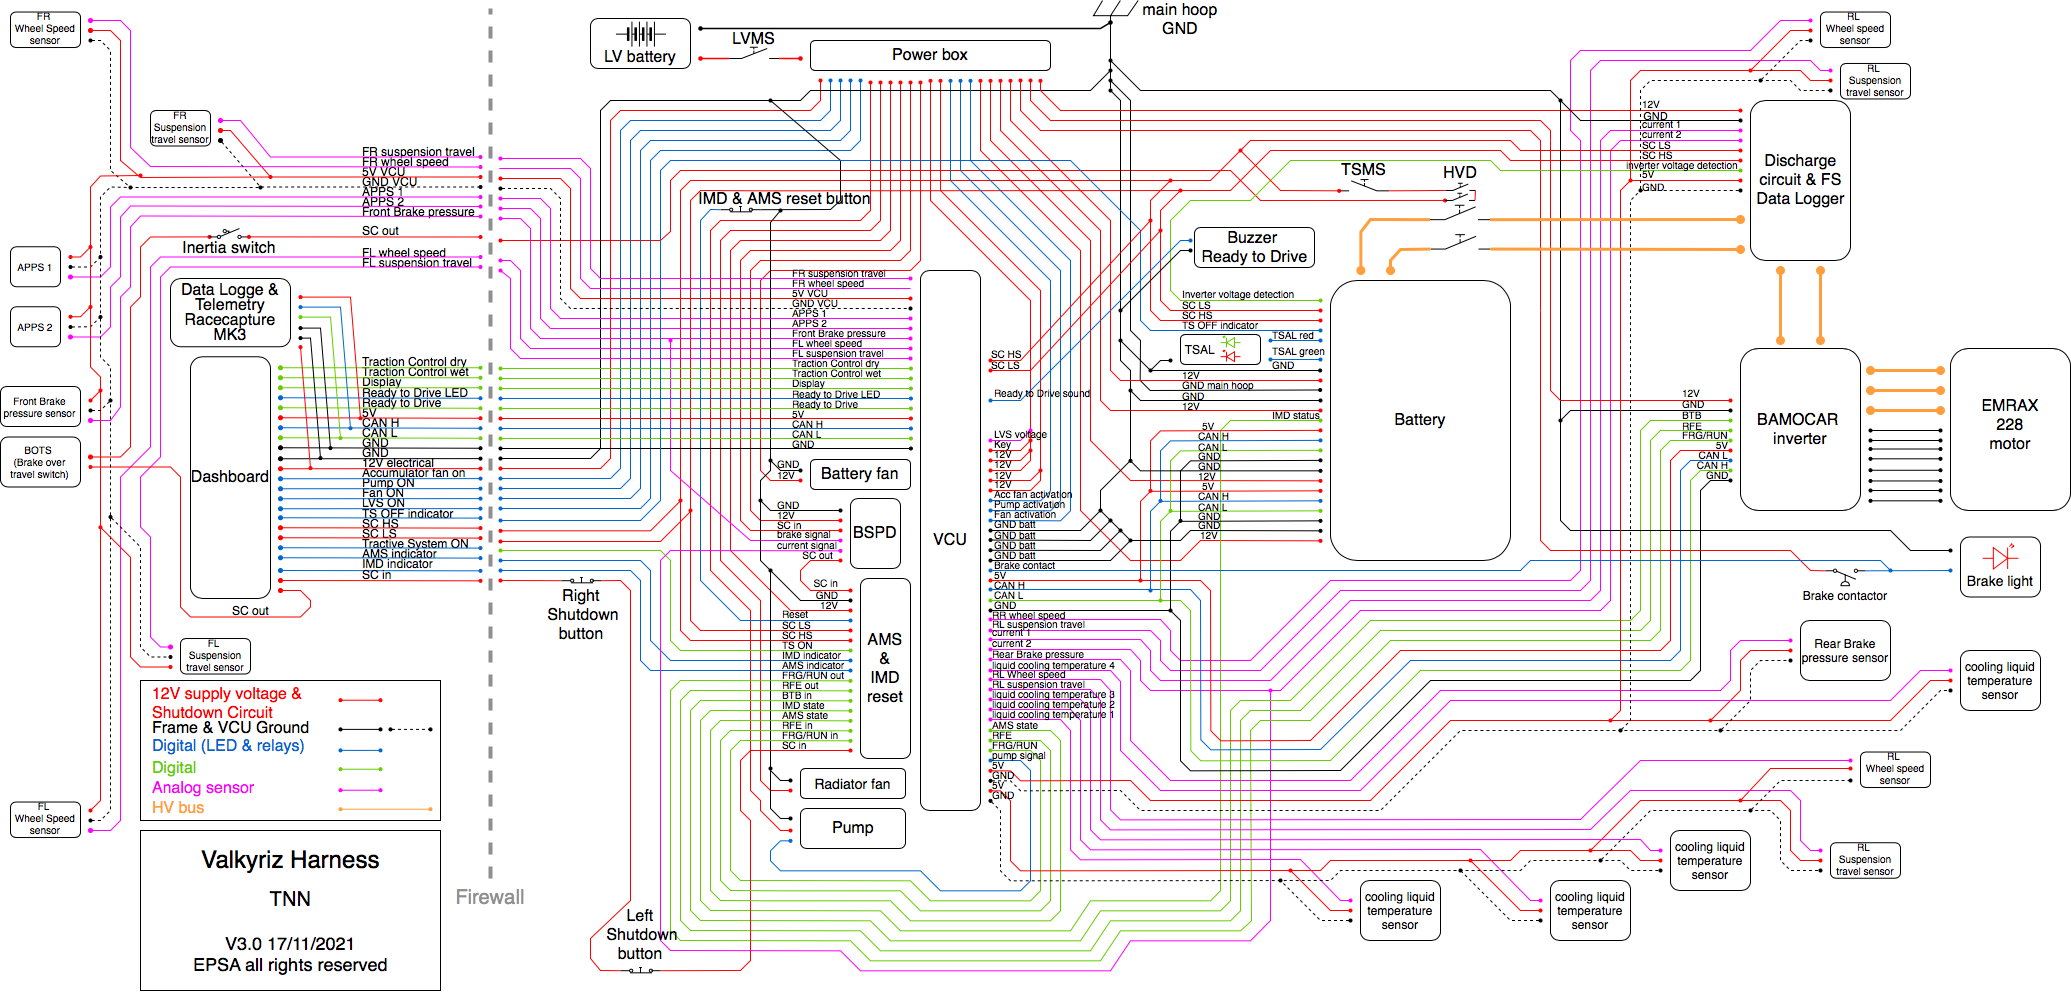 FR
Wheel Speed
sensor
FR
Suspension
travel sensor
APPS 1
APPS 2
Front Brake
pressure sensor
BOTS
(Brake over
travel switch)
FL
Wheel Speed
sensor
FL
Suspension
travel sensor
Inertia switch
Data Logge &
Telemetry
Racecapture
MK3
Dashboard
SC out
FR suspension travel
FR wheel speed
5V VCU
GND VCU
APPS 1
APPS 2
Front Brake pressure
SC out
FL wheel speed
FL suspension travel
Traction Control dry
Traction Control wet
Display
Ready to Drive LED
Ready to Drive
5V
CAN H
CAN L
GND
GND
12V electrical
Accumulator fan on
Pump ON
Fan ON
LVS ON
TS OFF indicator
SC HS
SC LS
Tractive System ON
AMS indicator
IMD indicator
SC in
12V supply voltage &
Shutdown Circuit
Frame & VCU Ground
Digital (LED & relays)
Digital
Analog sensor
HV bus
Valkyriz Harness
TNN
V3.0 17/11/2021
EPSA all rights reserved
Firewall
LV battery
LVMS
Power box
main hoop
GND
IMD & AMS reset button
Right
Shutdown
button
Left
Shutdown
button
FR suspension travel
FR wheel speed
5V VCU
GND VCU
APPS 1
APPS 2
Front Brake pressure
FL wheel speed
FL suspension travel
Traction Control dry
Traction Control wet
Display
Ready to Drive LED
Ready to Drive
5V
CAN H
CAN L
GND
GND
12V
Battery fan
GND
12V
SC in
brake signal
current signal
SC out
BSPD
SC in
GND
12V
Reset
SC LS
SC HS
TS ON
IMD indicator
AMS indicator
FRG/RUN out
RFE out
BTB in
IMD state
AMS state
RFE in
FRG/RUN in
SC in
AMS
&
IMD
reset
Radiator fan
Pump
VCU
SC HS
SC LS
Ready to Drive sound
LVS voltage
Key
12V
12V
12V
12V
Acc fan activation
Pump activation
Fan activation
GND batt
GND batt
GND batt
GND batt
Brake contact
5V
CAN H
CAN L
GND
RR wheel speed
RL suspension travel
current 1
current 2
Rear Brake pressure
liquid cooling temperature 4
RL Wheel speed
RL suspension travel
liquid cooling temperature 3
liquid cooling temperature 2
liquid cooling temperature 1
AMS state
RFE
FRG/RUN
pump signal
5V
GND
5V
GND
Buzzer
Ready to Drive
Inverter voltage detection
SC LS
SC HS
TS OFF indicator
TSAL
TSAL red
TSAL green
GND
12V
GND main hoop
GND
12V
IMD status
5V
CAN H
CAN L
GND
GND
12V
5V
CAN H
CAN L
GND
GND
12V
Battery
TSMS
HVD
RL
Wheel speed
sensor
RL
Suspension
travel sensor
12V
GND
current 1
current 2
SC LS
SC HS
inverter voltage detection
5V
GND
Discharge
circuit & FS
Data Logger
12V
GND
BTB
RFE
FRG/RUN
5V
CAN L
CAN H
GND
BAMOCAR
inverter
EMRAX
228
motor
Brake light
Brake contactor
Rear Brake
pressure sensor
cooling liquid
temperature
sensor
RL
Wheel speed
sensor
cooling liquid
temperature
sensor
RL
Suspension
travel sensor
cooling liquid
temperature
sensor
cooling liquid
temperature
sensor